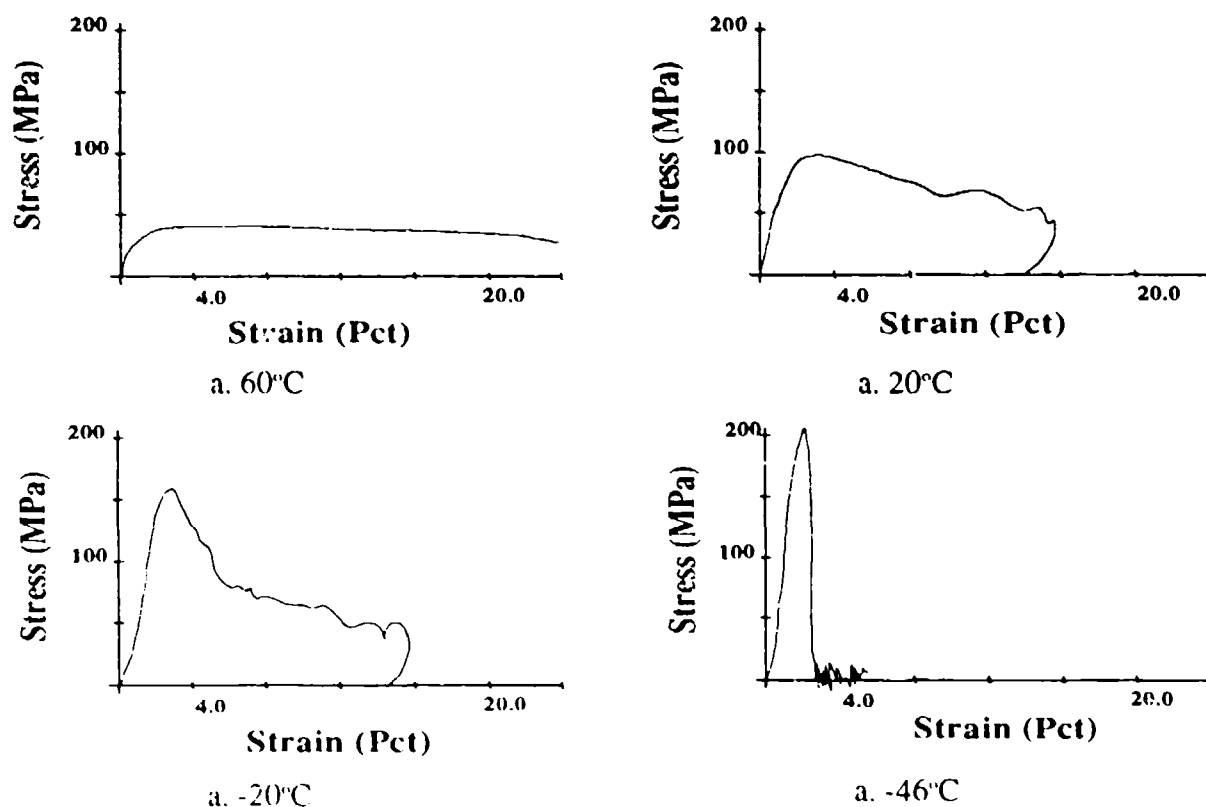 200
Stress (MPa)
100
4.0
20.0
Strain (Pct)
a. 60°C
200
Stress (MPa)
100
4.0
20.0
Strain (Pct)
a. 20°C
200
Stress (MPa)
100
4.0
20.0
Strain (Pct)
a. -20°C
200
Stress (MPa)
100
4.0
20.0
Strain (Pct)
a. -46°C